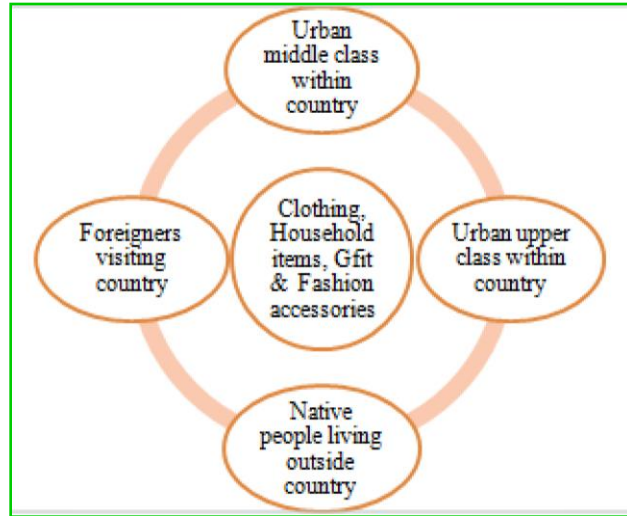 Urban
middle class
within
country
Foreigners
visiting
country
Clothing,
Household
items, Gfit
& Fashion
accessories
Urban upper
class within
country
Native
people living
outside
country